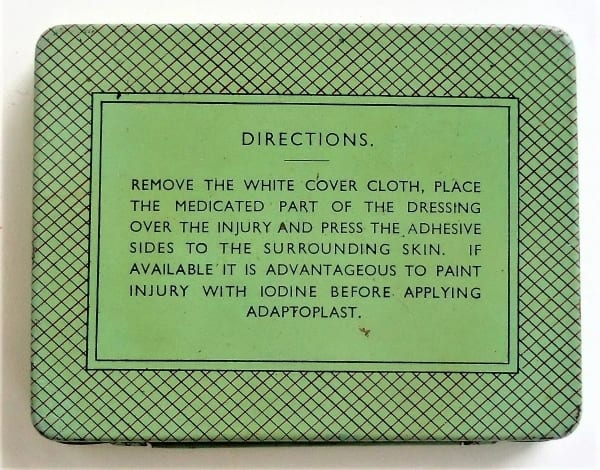 DIRECTIONS.
REMOVE THE WHITE COVER CLOTH, PLACE
THE MEDICATED PART OF THE DRESSING
OVER THE INJURY AND PRESS THE ADHESIVE
SIDES TO THE SURROUNDING SKIN. IF
AVAILABLE IT IS ADVANTAGEOUS TO PAINT
INJURY WITH IODINE BEFORE APPLYING
ADAPTOPLAST.